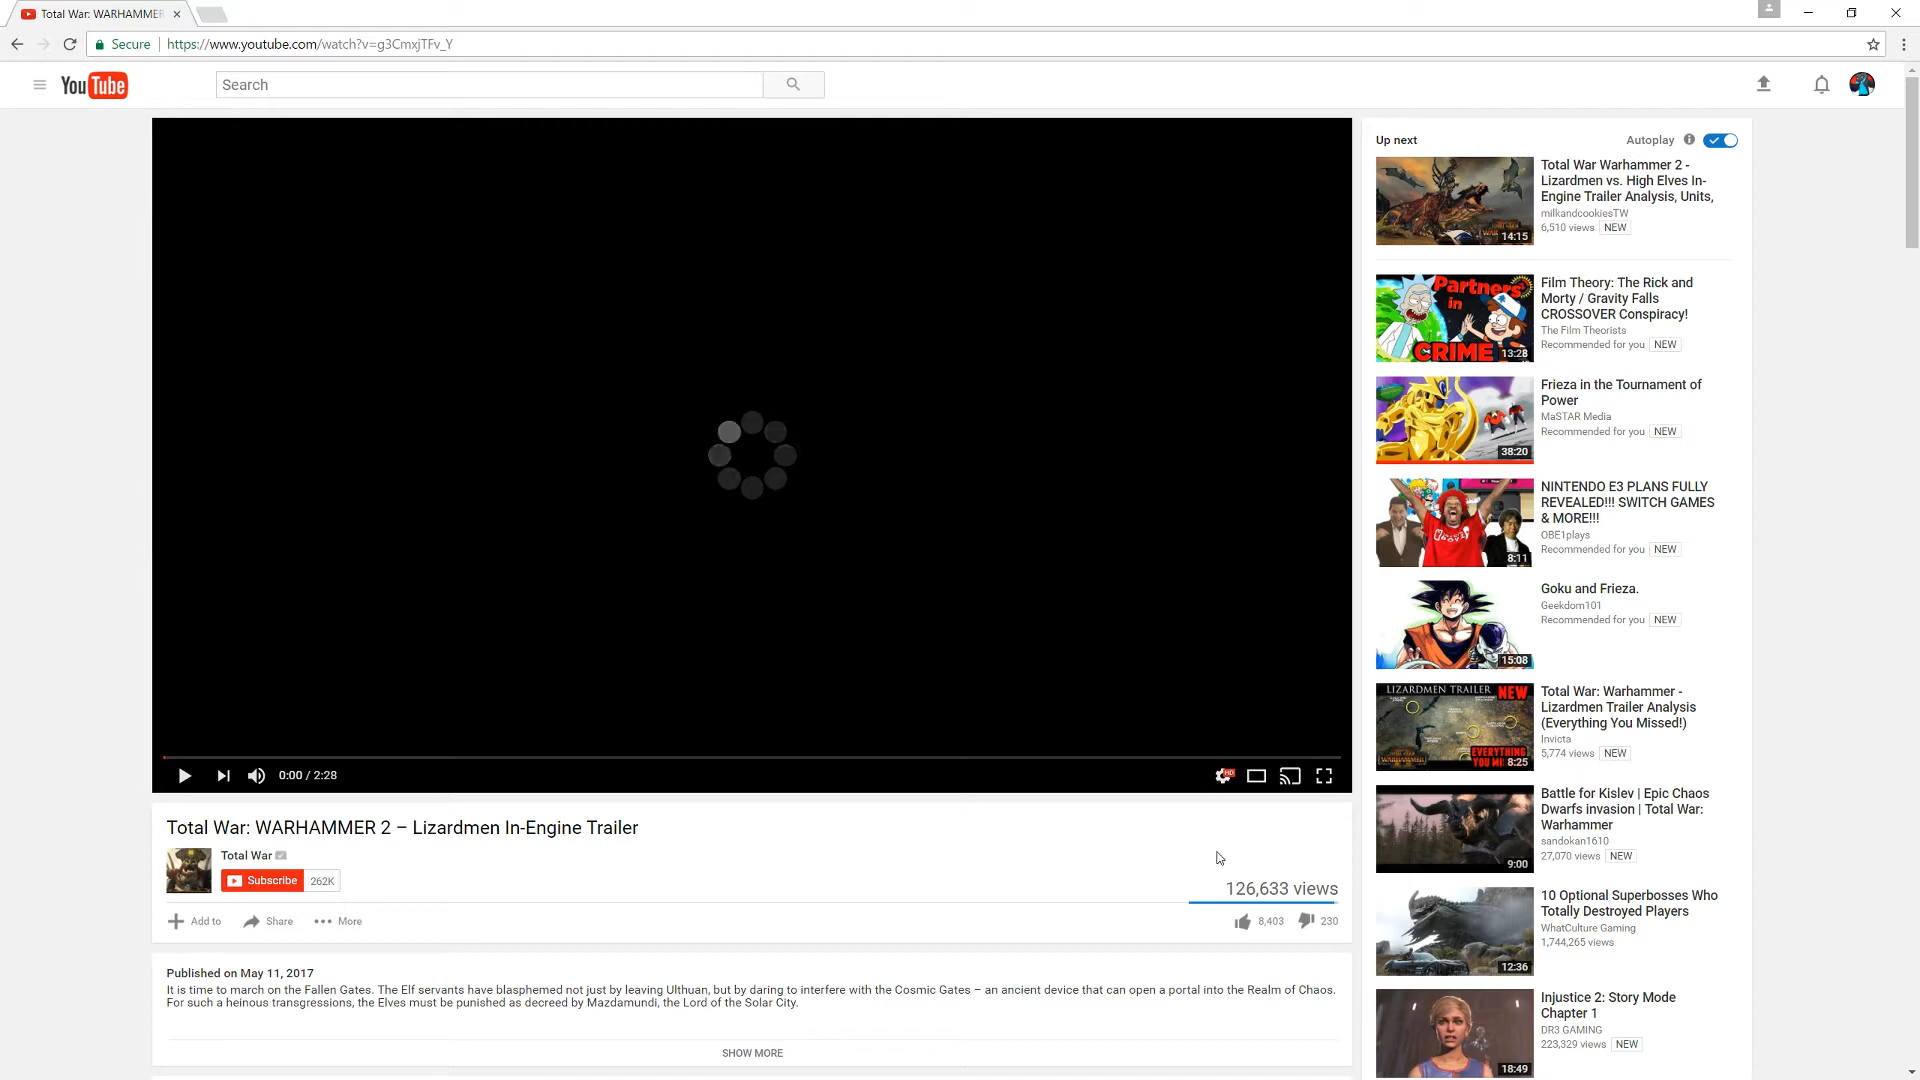 Total War: WARHAMMER
Secure
https://www.youtube.com/watch?v=g3CmxjTFv_Y
YouTube
Search
0:00 / 2:28
HD
Total War: WARHAMMER 2 – Lizardmen In-Engine Trailer
Total War
Subscribe
262K
126,633 views
Add to
Share
More
8,403
230
Published on May 11, 2017
It is time to march on the Fallen Gates. The Elf servants have blasphemed not just by leaving Ulthuan, but by daring to interfere with the Cosmic Gates – an ancient device that can open a portal into the Realm of Chaos.
For such a heinous transgressions, the Elves must be punished as decreed by Mazdamundi, the Lord of the Solar City.
SHOW MORE
Up next
Autoplay
14:15
Total War Warhammer 2 -
Lizardmen vs. High Elves In-
Engine Trailer Analysis, Units,
milkandcookiesTW
6,510 views NEW
Partners
in
CRIME
13:28
Film Theory: The Rick and
Morty / Gravity Falls
CROSSOVER Conspiracy!
The Film Theorists
Recommended for you NEW
38:20
Frieza in the Tournament of
Power
MaSTAR Media
Recommended for you NEW
8:11
NINTENDO E3 PLANS FULLY
REVEALED!!! SWITCH GAMES
& MORE!!!
OBE1plays
Recommended for you NEW
15:08
Goku and Frieza.
Geekdom101
Recommended for you NEW
LIZARDMEN TRAILER NEW
EVERYTHING
YOU MI
8:25
Total War: Warhammer -
Lizardmen Trailer Analysis
(Everything You Missed!)
Invicta
5,774 views NEW
9:00
Battle for Kislev | Epic Chaos
Dwarfs invasion | Total War:
Warhammer
sandokan1610
27,070 views NEW
12:36
10 Optional Superbosses Who
Totally Destroyed Players
WhatCulture Gaming
1,744,265 views
18:49
Injustice 2: Story Mode
Chapter 1
DR3 GAMING
223,329 views NEW